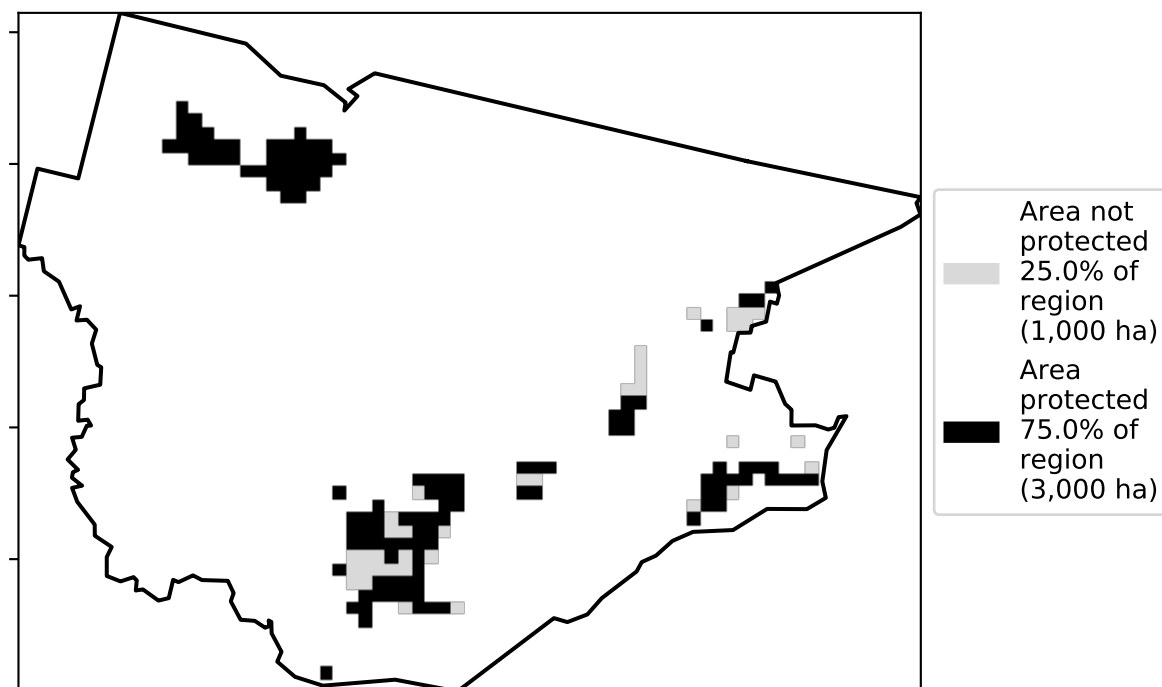 Area not
protected
25.0% of
region
(1,000 ha)
Area
protected
75.0% of
region
(3,000 ha)